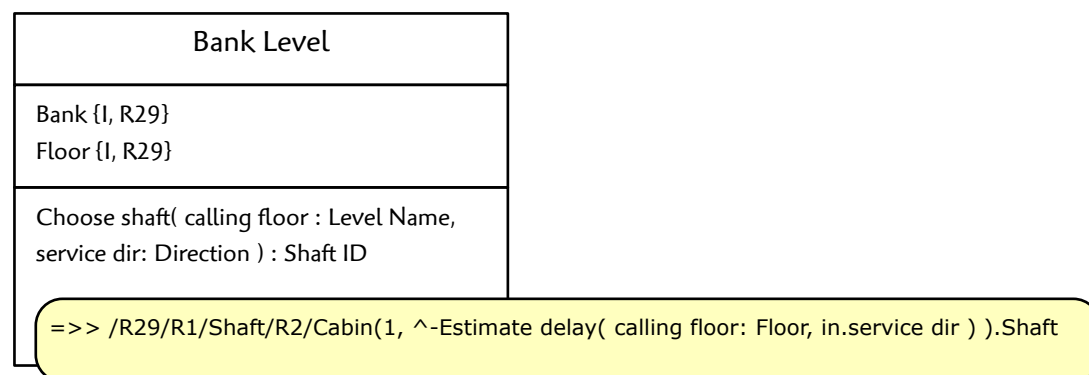 Bank Level
Bank {I, R29}
Floor {I, R29}
Choose shaft( calling floor : Level Name,
service dir: Direction ) : Shaft ID
=>> /R29/R1/Shaft/R2/Cabin(1, ^-Estimate delay( calling floor: Floor, in.service dir ) ).Shaft